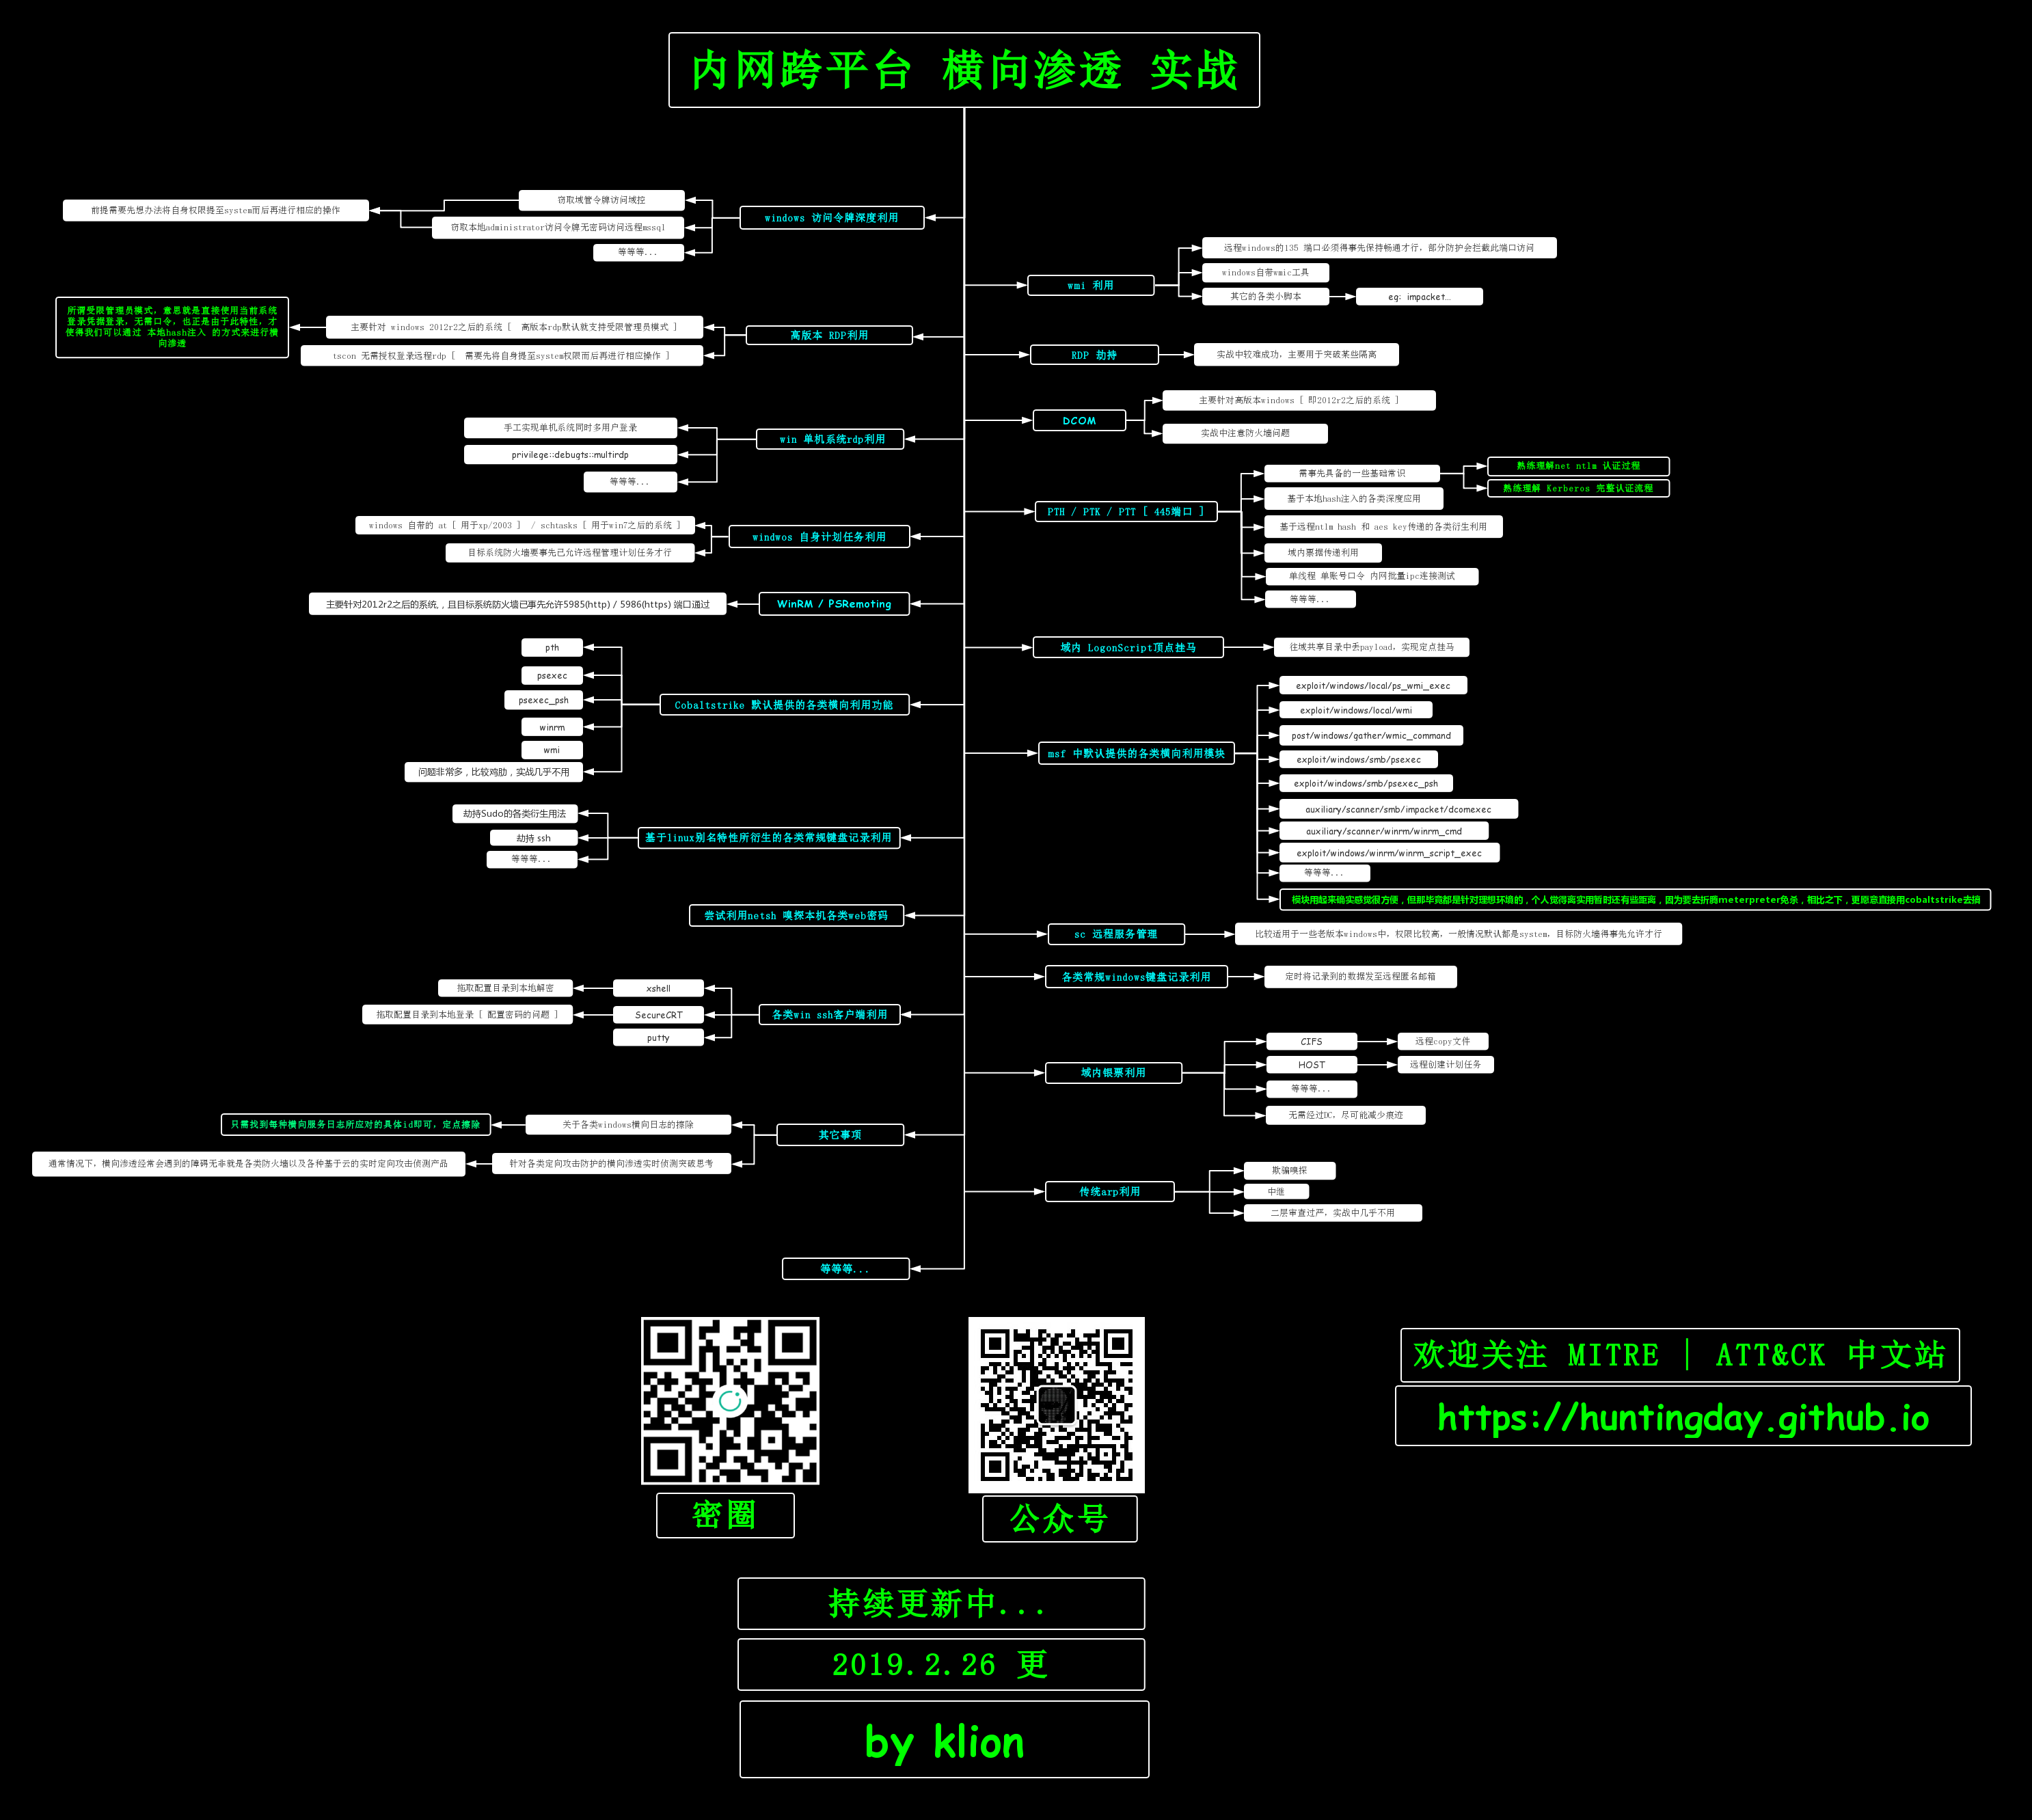 内网跨平台 横向渗透 实战
windows 访问令牌深度利用
窃取域管令牌访问域控
窃取本地administrator访问令牌无密码访问远程mssql
等等等...
前提需要先想办法将自身权限提至system而后再进行相应的操作
高版本 RDP利用
主要针对 windows 2012r2之后的系统 [ 高版本rdp默认就支持受限管理员模式 ]
所谓受限管理员模式，意思就是直接使用当前系统
登录凭据登录，无需口令，也正是由于此特性，才
使得我们可以通过 本地hash注入 的方式来进行横
向渗透
tscon 无需授权登录远程rdp [ 需要先将自身提至system权限而后再进行相应操作 ]
win 单机系统rdp利用
手工实现单机系统同时多用户登录
privilege::debugts::multirdp
等等等...
windwos 自身计划任务利用
windows 自带的 at [ 用于xp/2003 ] / schtasks [ 用于win7之后的系统 ]
目标系统防火墙要事先已允许远程管理计划任务才行
WinRM / PSRemoting
主要针对2012r2之后的系统, , 且目标系统防火墙已事先允许5985(http) / 5986(https) 端口通过
Cobaltstrike 默认提供的各类横向利用功能
pth
psexec
psexec_psh
winrm
wmi
问题非常多，比较鸡肋，实战几乎不用
基于linux别名特性所衍生的各类常规键盘记录利用
劫持Sudo的各类衍生用法
劫持 ssh
等等等...
尝试利用netsh 嗅探本机各类web密码
各类win ssh客户端利用
xshell
拖取配置目录到本地解密
SecureCRT
拖取配置目录到本地登录 [ 配置密码的问题 ]
putty
其它事项
关于各类windows横向日志的擦除
只需找到每种横向服务日志所应对的具体id即可，定点擦除
针对各类定向攻击防护的横向渗透实时侦测突破思考
通常情况下，横向渗透经常会遇到的障碍无非就是各类防火墙以及各种基于云的实时定向攻击侦测产品
等等等...
wmi 利用
远程windows的135 端口必须得事先保持畅通才行，部分防护会拦截此端口访问
windows自带wmic工具
其它的各类小脚本
eq: impacket...
RDP 劫持
实战中较难成功，主要用于突破某些隔离
DCOM
主要针对高版本windows [ 即2012r2之后的系统 ]
实战中注意防火墙问题
PTH / PTK / PTT [ 445端口 ]
需事先具备的一些基础常识
熟练理解net ntlm 认证过程
熟练理解 Kerberos 完整认证流程
基于本地hash注入的各类深度应用
基于远程ntlm hash 和 aes key传递的各类衍生利用
域内票据传递利用
单线程 单账号口令 内网批量ipc连接测试
等等等...
域内 LogonScript顶点挂马
往域共享目录中丢payload，实现定点挂马
msf 中默认提供的各类横向利用模块
exploit/windows/local/ps_wmi_exec
exploit/windows/local/wmi
post/windows/gather/wmic_command
exploit/windows/smb/psexec
exploit/windows/smb/psexec_psh
auxiliary/scanner/smb/impacket/dcomexec
auxiliary/scanner/winrm/winrm_cmd
exploit/windows/winrm/winrm_script_exec
等等等...
模块用起来确实感觉很方便，但那毕竟都是针对理想环境的，个人觉得离实用暂时还有些距离，因为要去折腾meterpreter免杀，相比之下，更愿意直接用cobaltstrike去搞
sc 远程服务管理
比较适用于一些老版本windows中，权限比较高，一般情况默认都是system，目标防火墙得事先允许才行
各类常规windows键盘记录利用
定时将记录到的数据发至远程匿名邮箱
域内银票利用
CIFS
远程copy文件
HOST
远程创建计划任务
等等等...
无需经过DC，尽可能减少痕迹
传统arp利用
欺骗嗅探
中继
二层审查过严，实战中几乎不用
密圈
公众号
欢迎关注 MITRE | ATT&CK 中文站
https://huntingday.github.io
持续更新中...
2019.2.26 更
by klion